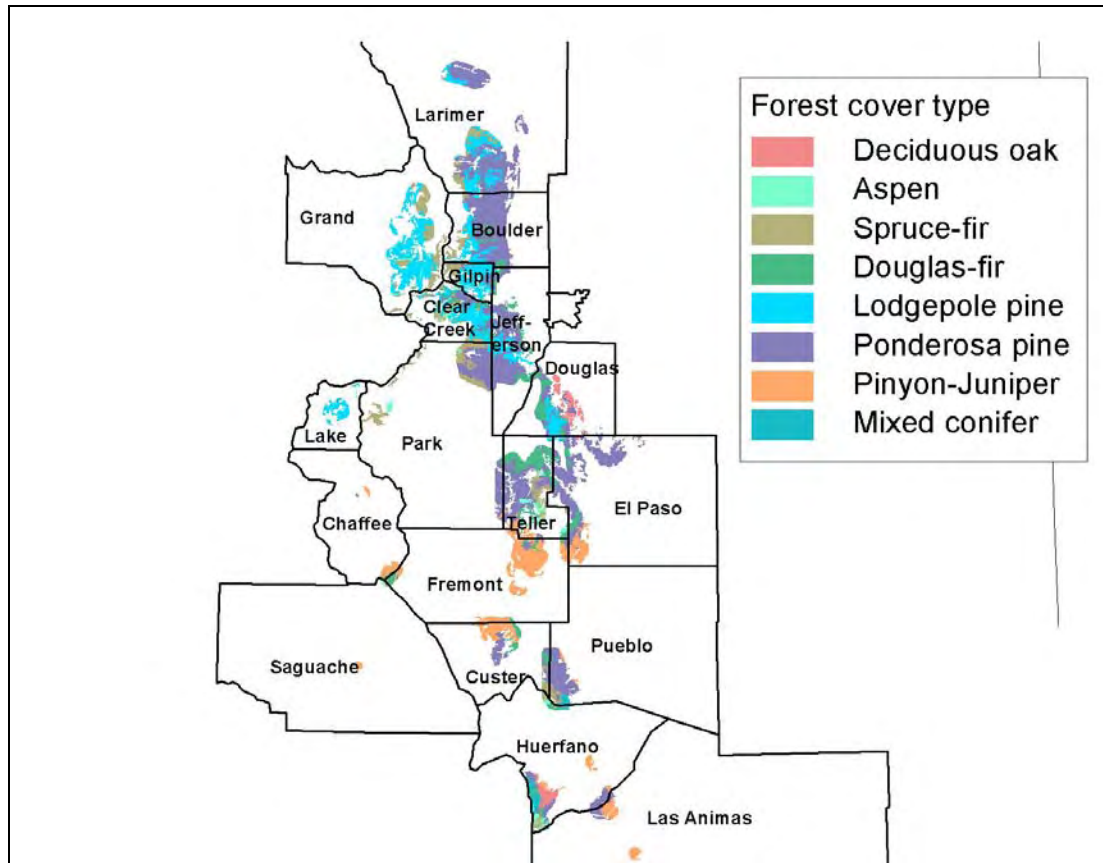 Larimer
Grand
Boulder
Gilpin
Clear
Creek
Jeff-
erson
Douglas
Lake
Park
Chaffee
Teller
El Paso
Fremont
Saguache
Custer
Pueblo
Huerfano
Las Animas
Forest cover type
Deciduous oak
Aspen
Spruce-fir
Douglas-fir
Lodgepole pine
Ponderosa pine
Pinyon-Juniper
Mixed conifer